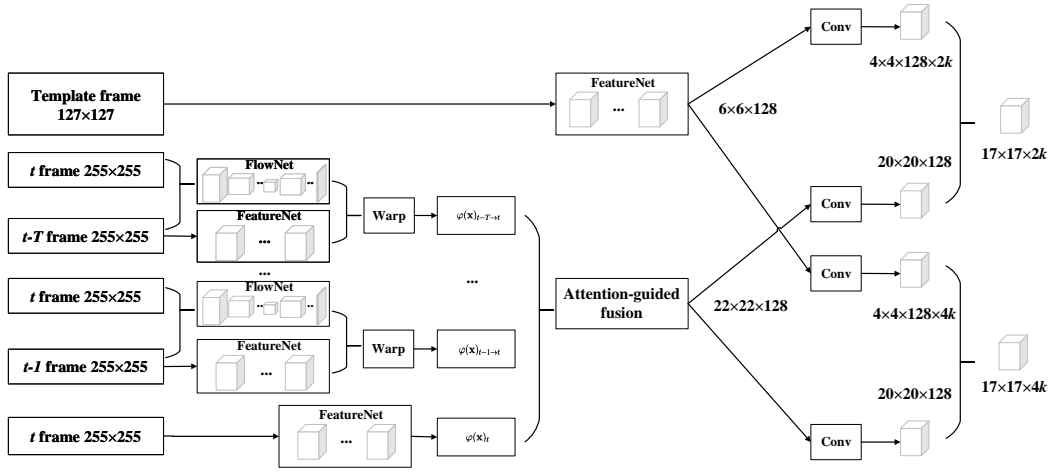 Template frame
127×127
FeatureNet
...
6×6×128
Conv
4×4×128×2k
20×20×128
17×17×2k
Conv
t frame 255×255
FlowNet
..
..
t-T frame 255×255
FeatureNet
...
Warp
φ(x)t−T→t
...
t frame 255×255
FlowNet
..
..
...
t-1 frame 255×255
FeatureNet
...
Warp
φ(x)t−1→t
t frame 255×255
FeatureNet
...
φ(x)t
Attention-guided
fusion
22×22×128
Conv
4×4×128×4k
20×20×128
17×17×4k
Conv